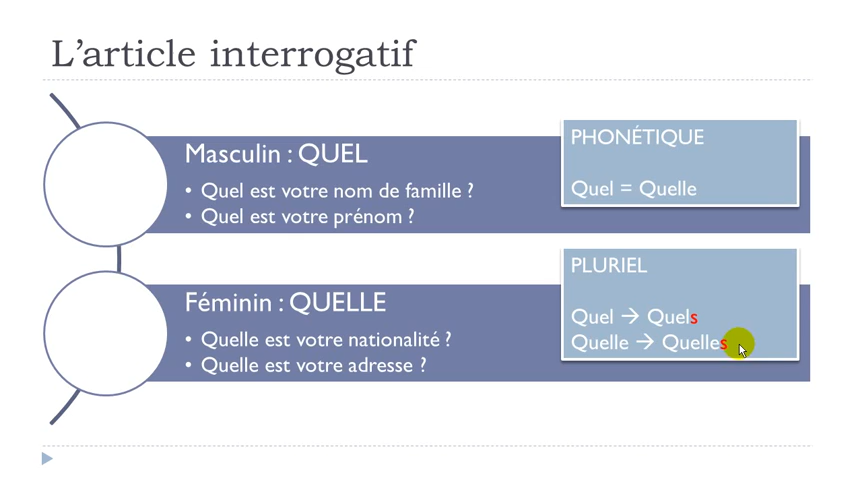 L’article interrogatif
Masculin : QUEL
• Quel est votre nom de famille ?
• Quel est votre prénom ?
PHONÉTIQUE
Quel = Quelle
Féminin : QUELLE
• Quelle est votre nationalité ?
• Quelle est votre adresse ?
PLURIEL
Quel → Quels
Quelle → Quelles